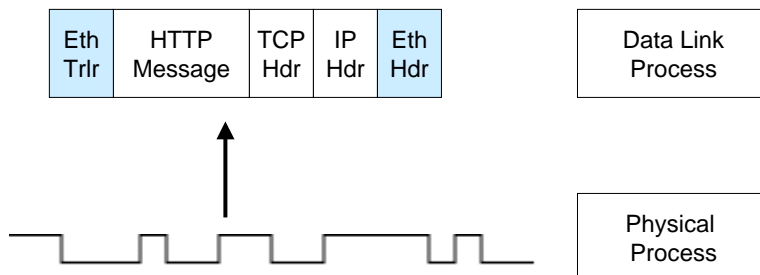 Eth
Trlr
HTTP
Message
TCP
Hdr
IP
Hdr
Eth
Hdr
Data Link
Process
Physical
Process